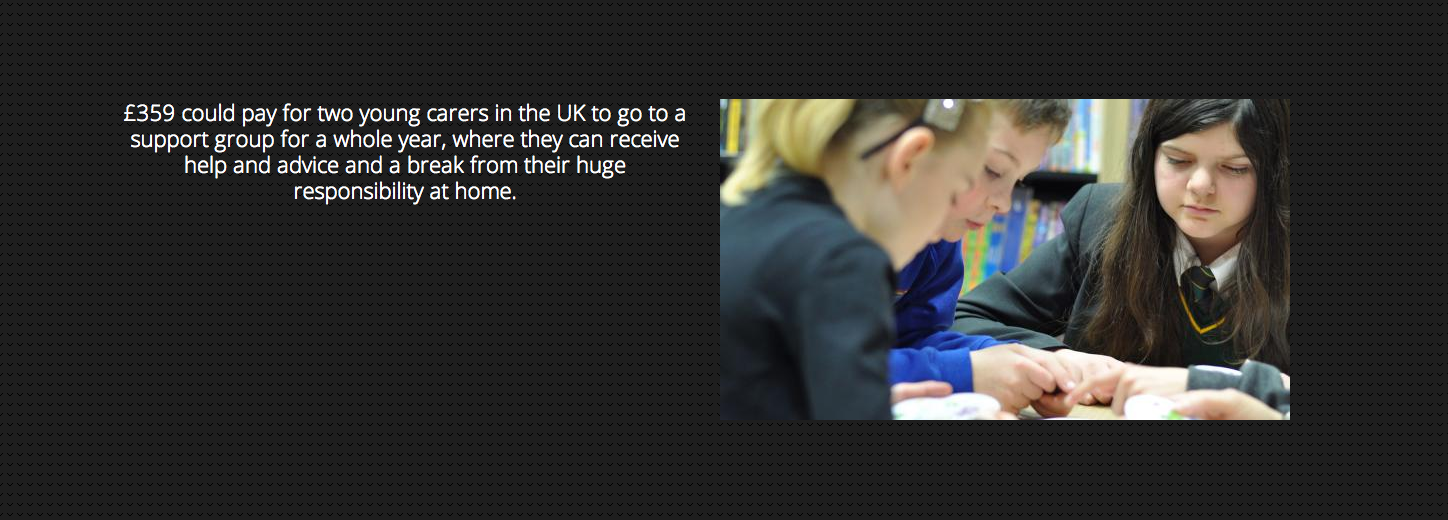 £359 could pay for two young carers in the UK to go to a
support group for a whole year, where they can receive
help and advice and a break from their huge
responsibility at home.